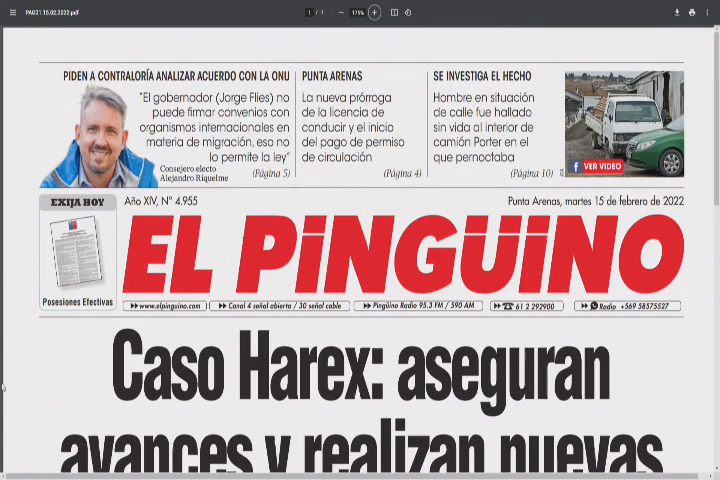 PAG01 15.02.2022.pdf
1 / 1
175%
PIDEN A CONTRALORÍA ANALIZAR ACUERDO CON LA ONU
"El gobernador (Jorge Flies) no
puede firmar convenios con
organismos internacionales en
materia de migración, eso no
lo permite la ley"
Consejero electo
Alejandro Riquelme
(Página 5)
PUNTA ARENAS
La nueva prórroga
de la licencia de
conducir y el inicio
del pago de permiso
de circulación
(Página 4)
SE INVESTIGA EL HECHO
Hombre en situación
de calle fue hallado
sin vida al interior de
camión Porter en el
que pernoctaba
(Página 10)
f VER VIDEO
EXIJA HOY
Posesiones Efectivas
Año XIV, N° 4.955
Punta Arenas, martes 15 de febrero de 2022
EL PiNGÜiNO
www.elpinguino.com
Canal 4 señal abierta / 30 señal cable
Pingüino Radio 95.3 FM / 590 AM
61 2 292900
Radio +569 58575527
Caso Harex: aseguran
avances y realizan nuevas